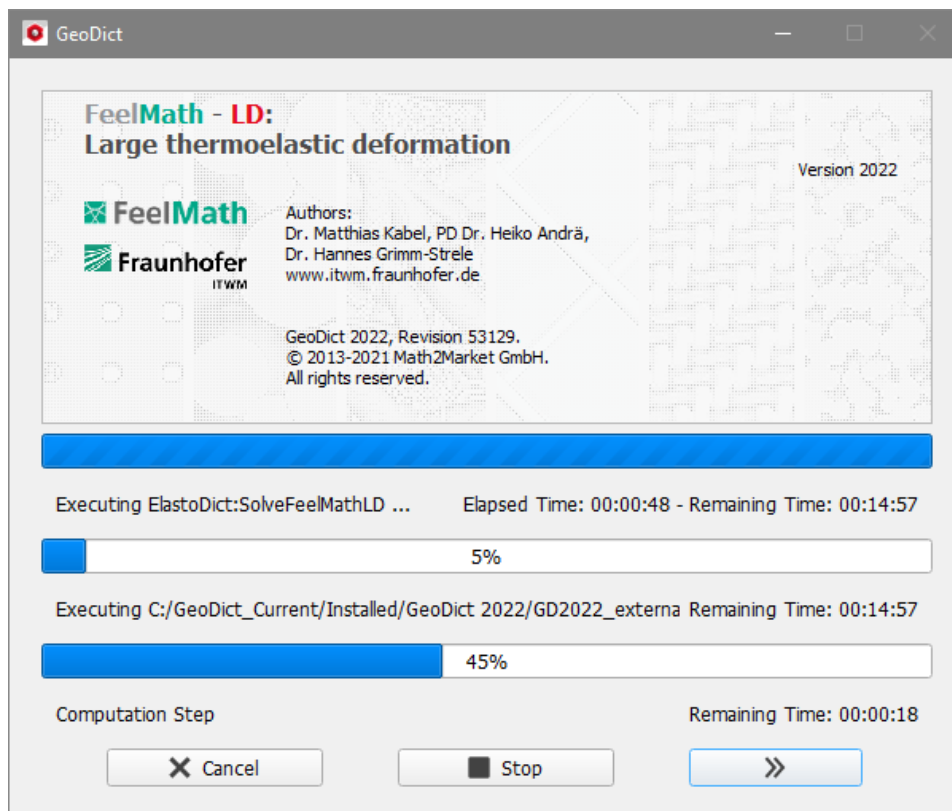 GeoDict
FeelMath - LD:
Large thermoelastic deformation
Version 2022
FeelMath
Fraunhofer
ITWM
Authors:
Dr. Matthias Kabel, PD Dr. Heiko Andrä,
Dr. Hannes Grimm-Strele
www.itwm.fraunhofer.de
GeoDict 2022, Revision 53129.
© 2013-2021 Math2Market GmbH.
All rights reserved.
Executing ElastoDict:SolveFeelMathLD ... Elapsed Time: 00:00:48 - Remaining Time: 00:14:57
5%
Executing C:/GeoDict_Current/Installed/GeoDict 2022/GD2022_externa Remaining Time: 00:14:57
45%
Computation Step Remaining Time: 00:00:18
Cancel Stop